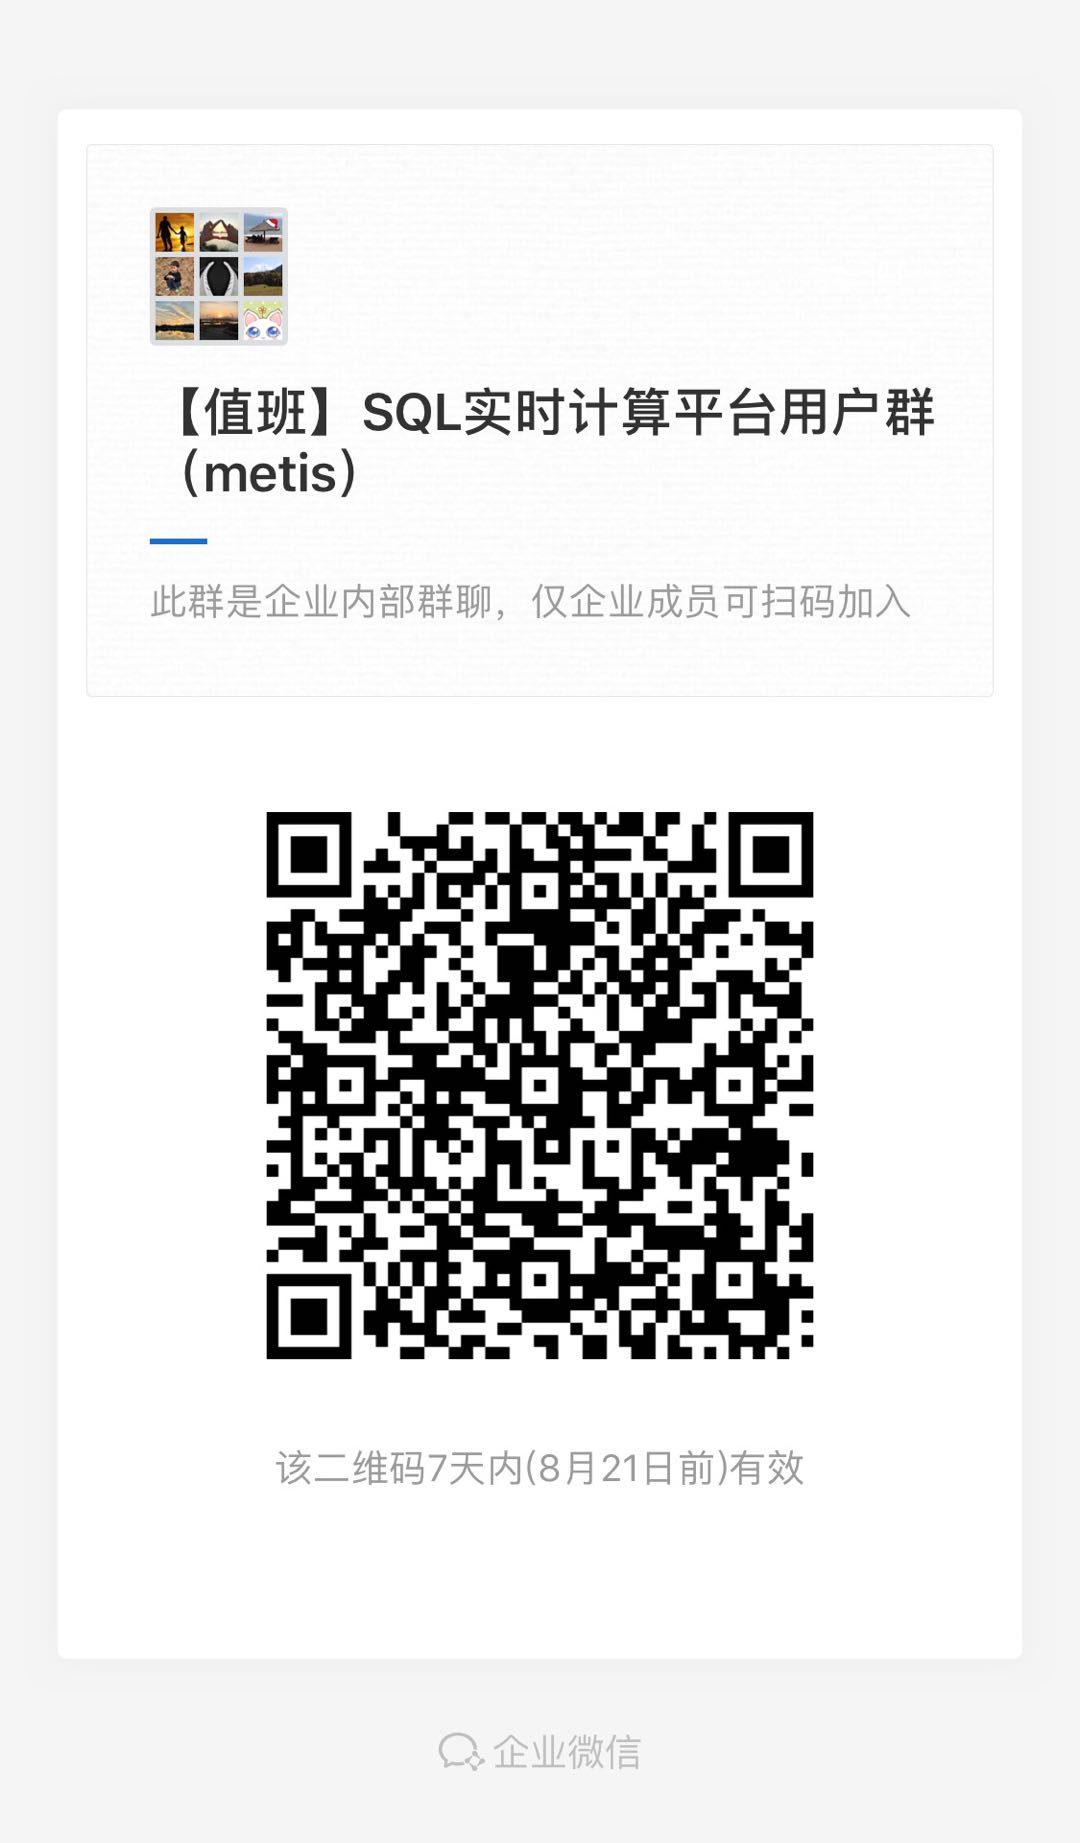 【值班】SQL实时计算平台用户群
（metis）
此群是企业内部群聊，仅企业成员可扫码加入
该二维码7天内(8月21日前)有效
企业微信